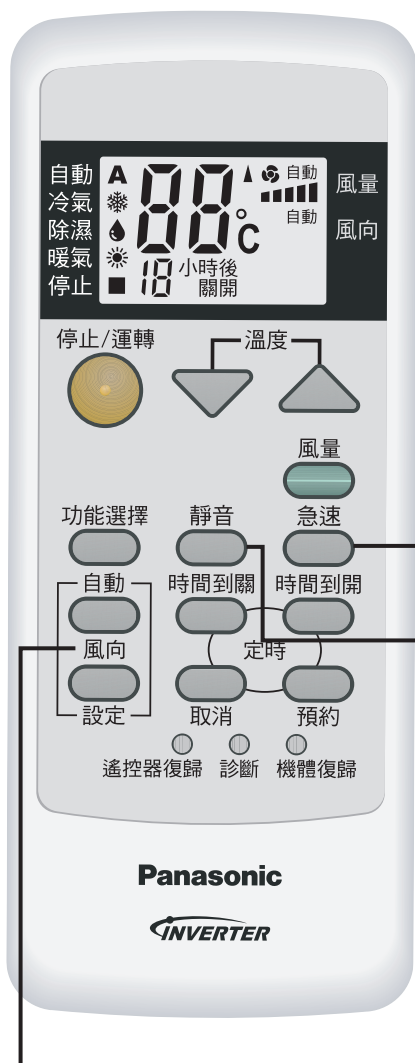 自動 A 88 自動 風量
冷氣 °C 自動 風向
除濕
暖氣 18 小時後
停止 關開
停止/運轉 溫度
風量
功能選擇 靜音 急速
自動 時間到關 時間到開
風向 定時
設定 取消 預約
遙控器復歸 診斷 機體復歸
Panasonic
INVERTER